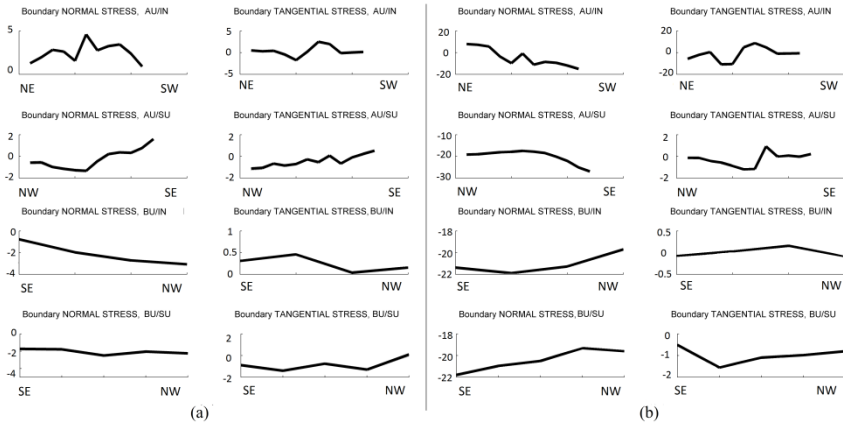 Boundary NORMAL STRESS, AU/IN
5
0
NE SW
Boundary TANGENTIAL STRESS, AU/IN
5
0
-5
NE SW
Boundary NORMAL STRESS, AU/IN
20
0
-20
NE SW
Boundary TANGENTIAL STRESS, AU/IN
20
0
-20
NE SW
Boundary NORMAL STRESS, AU/SU
2
0
-2
NW SE
Boundary TANGENTIAL STRESS, AU/SU
2
0
-2
NW SE
Boundary NORMAL STRESS, AU/SU
-10
-20
-30
NW SE
Boundary TANGENTIAL STRESS, AU/SU
2
0
-2
NW SE
Boundary NORMAL STRESS, BU/IN
0
-2
-4
SE NW
Boundary TANGENTIAL STRESS, BU/IN
1
0.5
0
SE NW
Boundary NORMAL STRESS, BU/IN
-18
-20
-22
SE NW
Boundary TANGENTIAL STRESS, BU/IN
0.5
0
-0.5
SE NW
Boundary NORMAL STRESS, BU/SU
0
-2
-4
SE NW
Boundary TANGENTIAL STRESS, BU/SU
2
0
-2
SE NW
Boundary NORMAL STRESS, BU/SU
-18
-20
-22
SE NW
Boundary TANGENTIAL STRESS, BU/SU
0
-1
-2
SE NW
(a) (b)